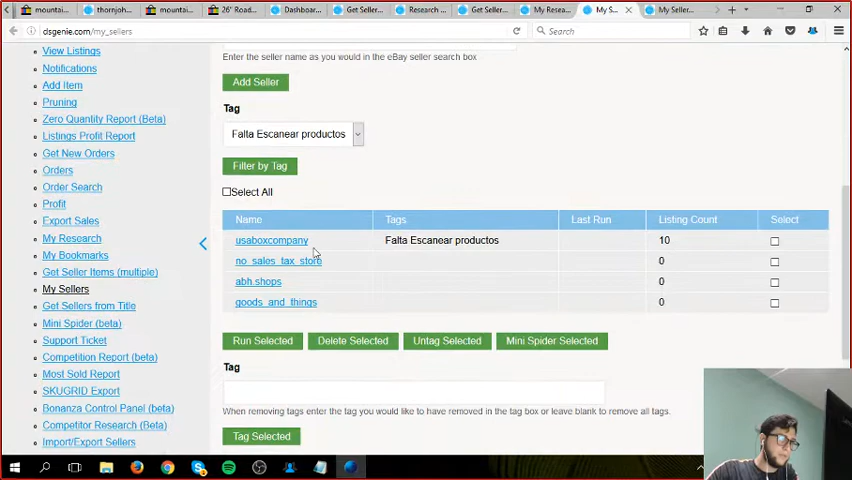 mountai...
thornjoh...
mountai...
26" Road...
Dashboar...
Get Seller...
Research ...
Get Seller...
My Resea...
My S...
My Seller...
dsgenie.com/my_sellers
Search
View Listings
Notifications
Add Item
Pruning
Zero Quantity Report (Beta)
Listings Profit Report
Get New Orders
Orders
Order Search
Profit
Export Sales
My Research
My Bookmarks
Get Seller Items (multiple)
My Sellers
Get Sellers from Title
Mini Spider (beta)
Support Ticket
Competition Report (beta)
Most Sold Report
SKUGRID Export
Bonanza Control Panel (beta)
Competitor Research (Beta)
Import/Export Sellers
Enter the seller name as you would in the eBay seller search box
Add Seller
Tag
Falta Escanear productos
Filter by Tag
Select All
Name Tags Last Run Listing Count Select
usaboxcompany Falta Escanear productos 10
no_sales_tax_store 0
abh.shops 0
goods_and_things 0
Run Selected Delete Selected Untag Selected Mini Spider Selected
Tag
When removing tags enter the tag you would like to have removed in the tag box or leave blank to remove all tags.
Tag Selected